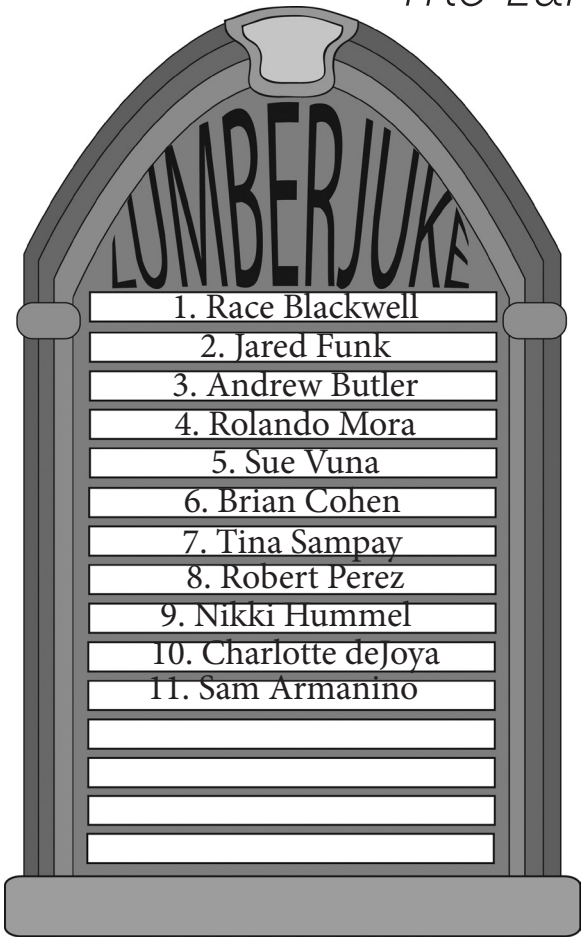 LUMBERJUKE
1. Race Blackwell
2. Jared Funk
3. Andrew Butler
4. Rolando Mora
5. Sue Vuna
6. Brian Cohen
7. Tina Sampay
8. Robert Perez
9. Nikki Hummel
10. Charlotte deJoya
11. Sam Armanino